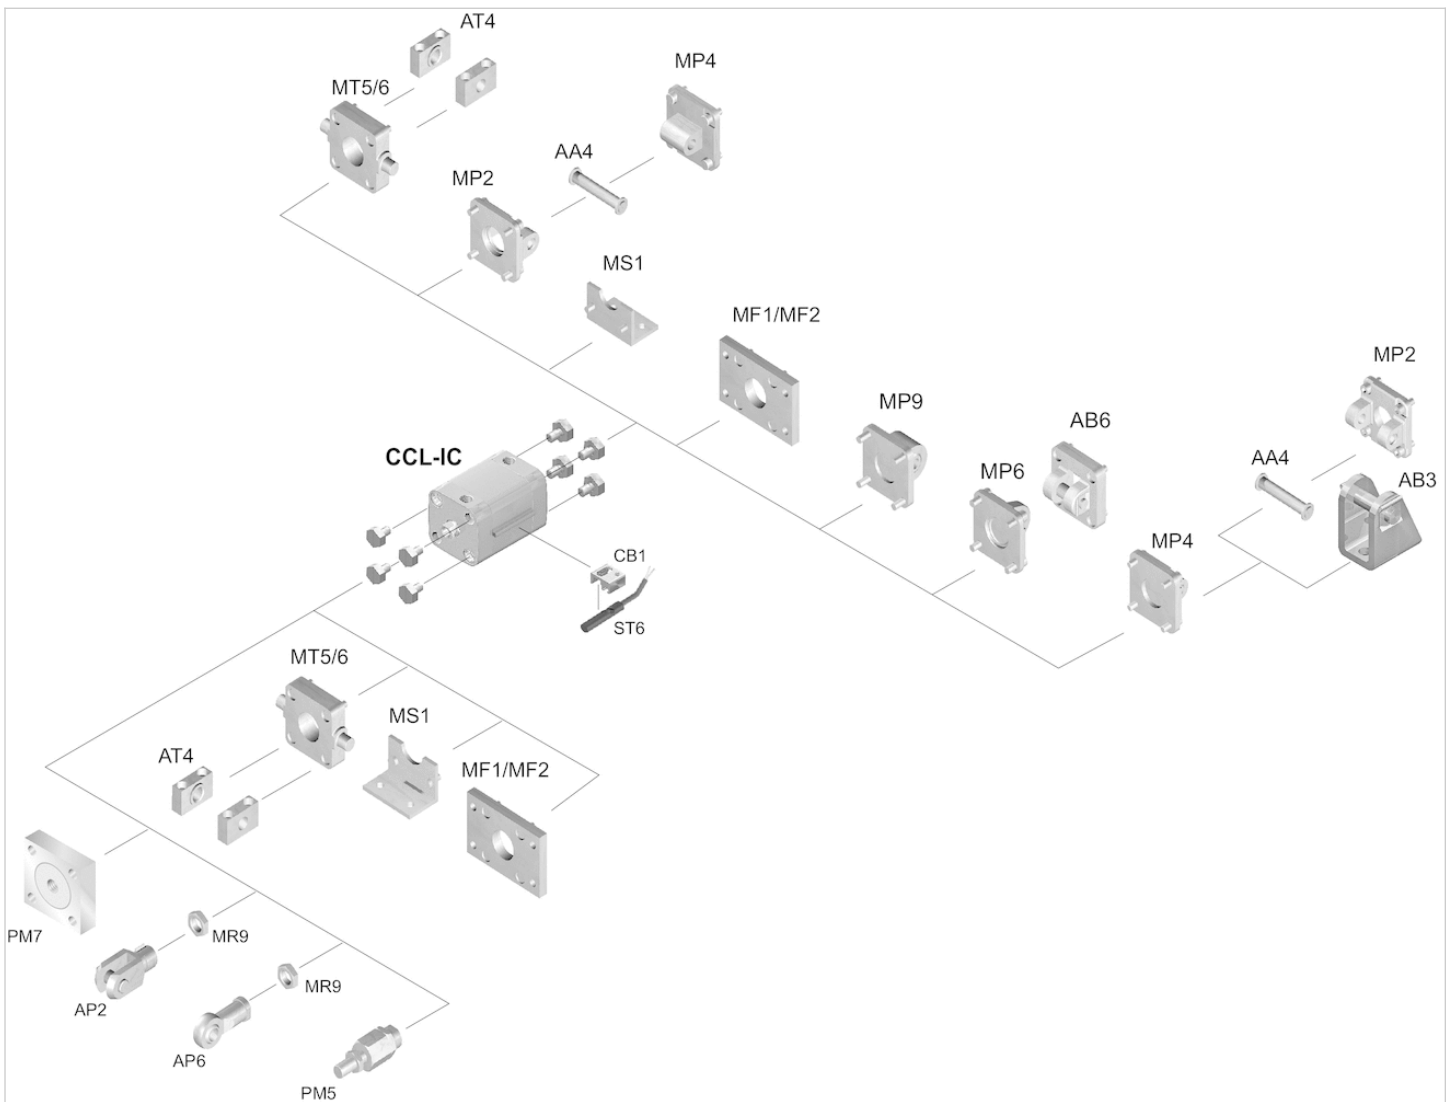 AT4
MP4
MT5/6
AA4
MP2
MS1
MF1/MF2
MP2
MP9
AB6
CCL-IC
AA4
MP6
AB3
MP4
CB1
ST6
MT5/6
MS1
AT4
MF1/MF2
PM7
MR9
MR9
AP2
AP6
PM5